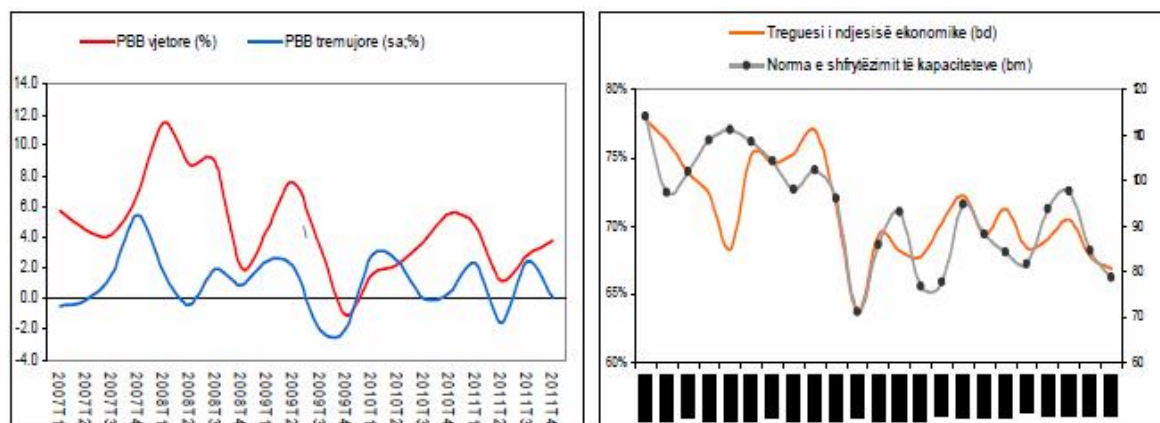 PBB vjetore (%) PBB tremujore (sa;%)
14.0
12.0
10.0
8.0
6.0
4.0
2.0
0.0
-2.0
-4.0
2007T1
2007T2
2007T3
2007T4
2008T1
2008T2
2008T3
2008T4
2009T1
2009T2
2009T3
2009T4
2010T1
2010T2
2010T3
2010T4
2011T1
2011T2
2011T3
2011T4
Treguesi i ndjesisë ekonomike (bd)
Norma e shfrytëzimit të kapaciteteve (bm)
80%
75%
70%
65%
60%
120
110
100
90
80
70
60